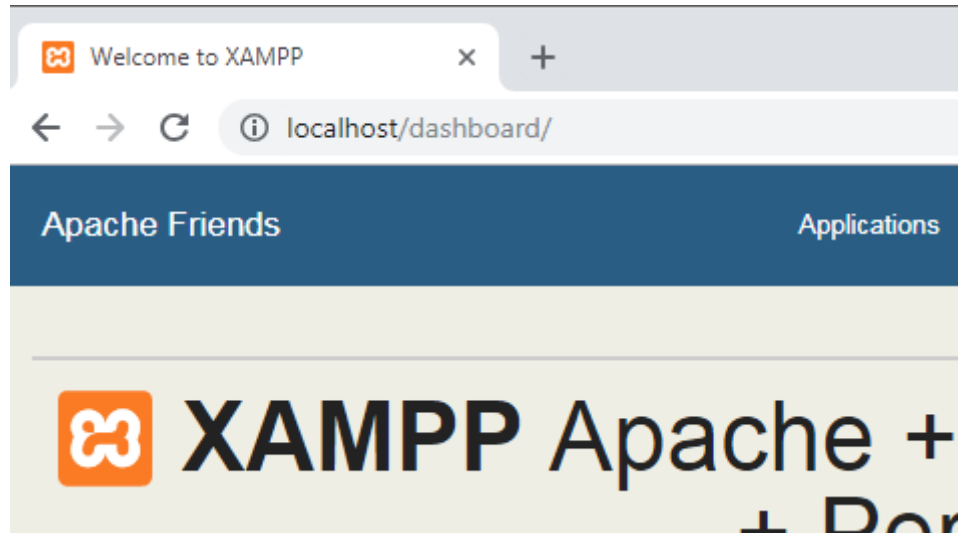 Welcome to XAMPP
localhost/dashboard/
Apache Friends Applications
XAMPP Apache +
+